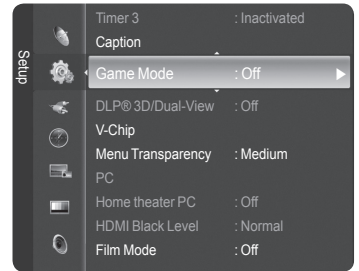 Setup
Timer 3 : Inactivated
Caption
Game Mode : Off
DLP® 3D/Dual-View : Off
V-Chip
Menu Transparency : Medium
PC
Home theater PC : Off
HDMI Black Level : Normal
Film Mode : Off